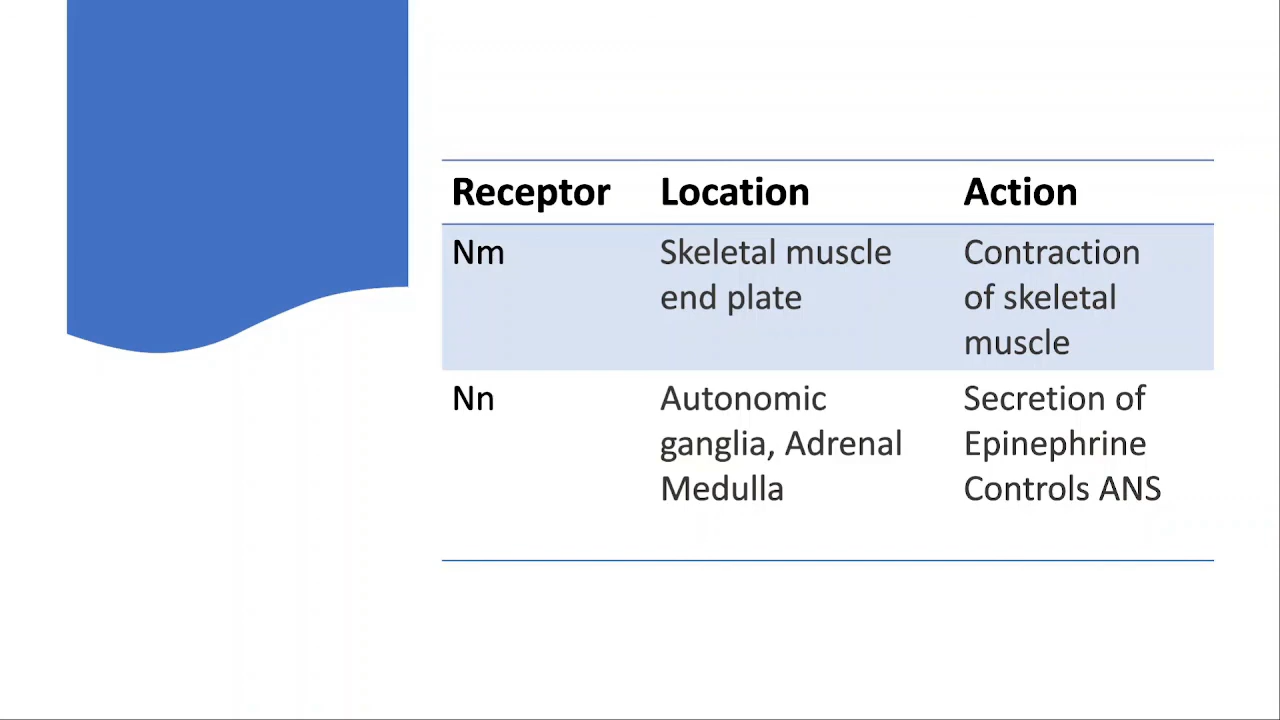 Receptor Location Action
Nm Skeletal muscle Contraction
end plate of skeletal
muscle
Nn Autonomic Secretion of
ganglia, Adrenal Epinephrine
Medulla Controls ANS